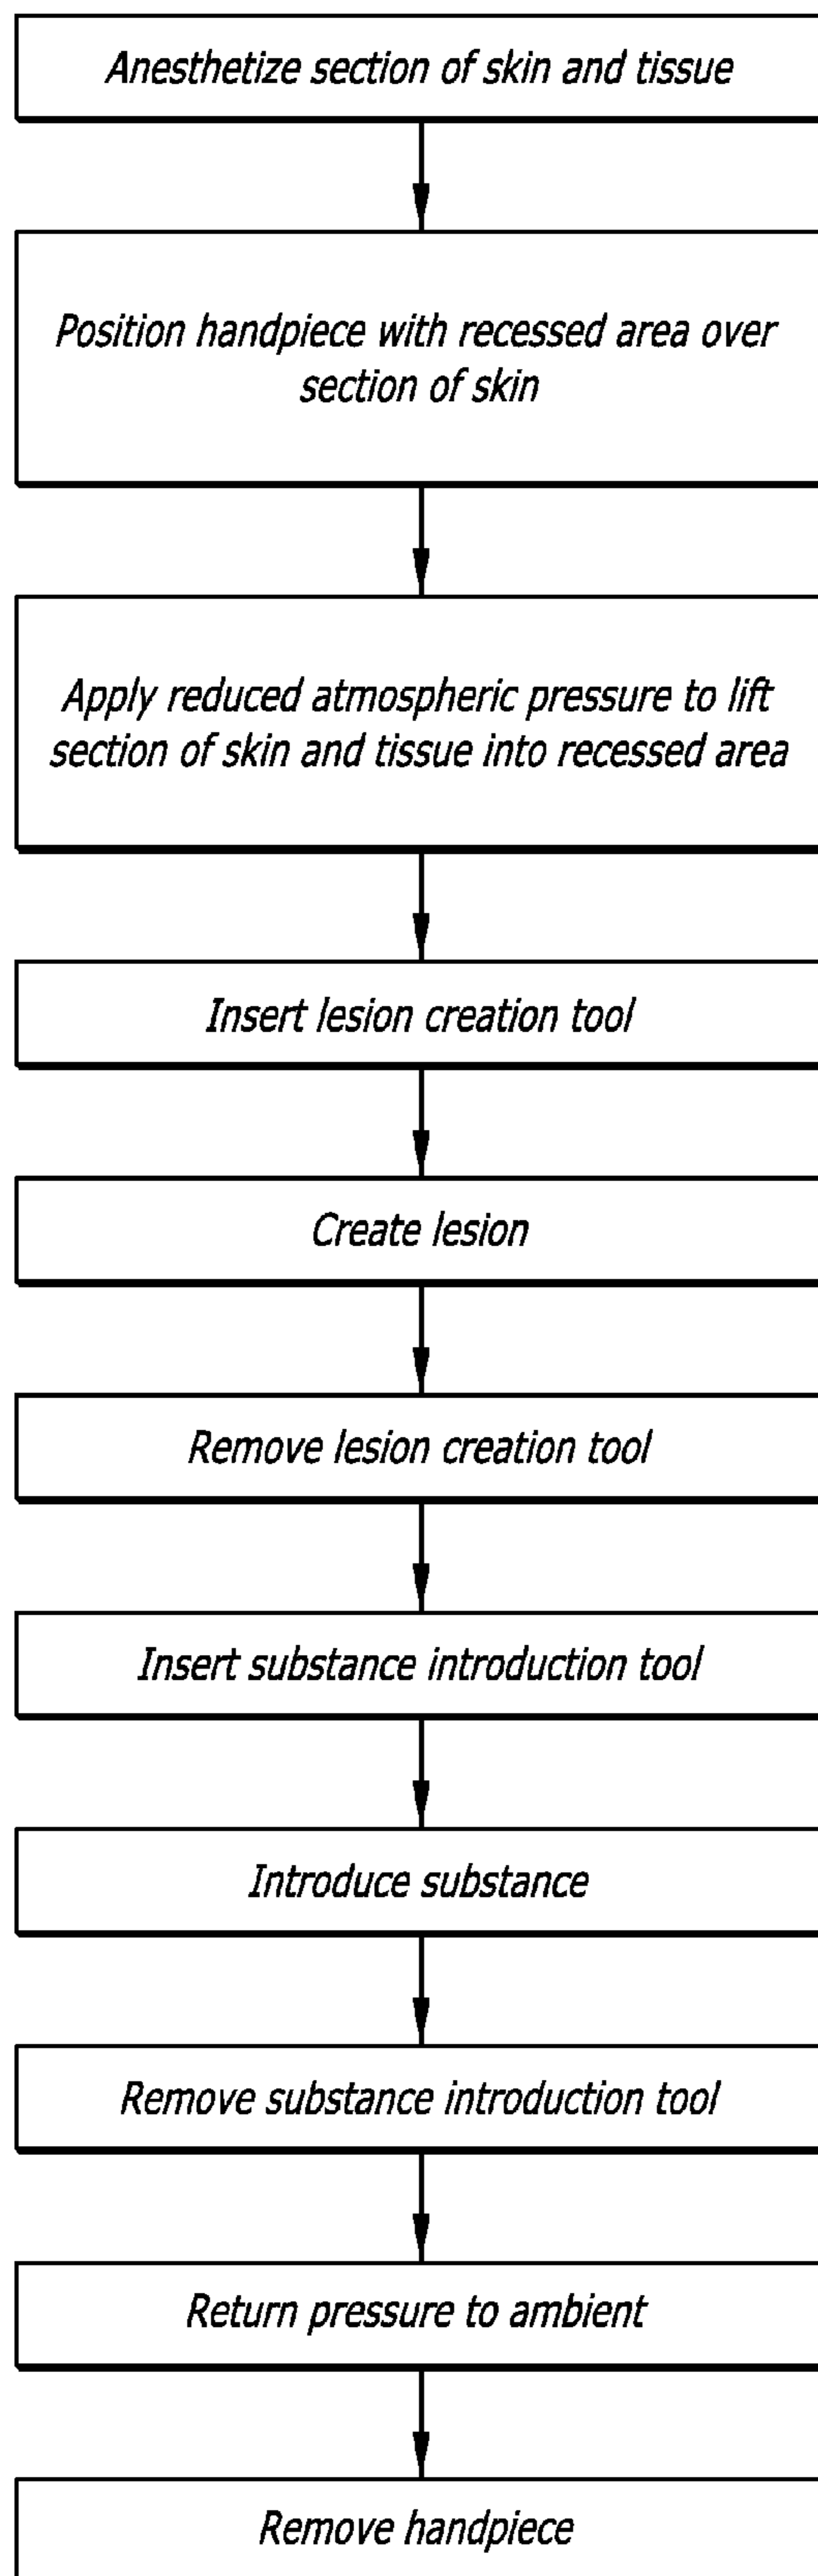 Anesthetize section of skin and tissue
Position handpiece with recessed area over
section of skin
Apply reduced atmospheric pressure to lift
section of skin and tissue into recessed area
Insert lesion creation tool
Create lesion
Remove lesion creation tool
Insert substance introduction tool
Introduce substance
Remove substance introduction tool
Return pressure to ambient
Remove handpiece